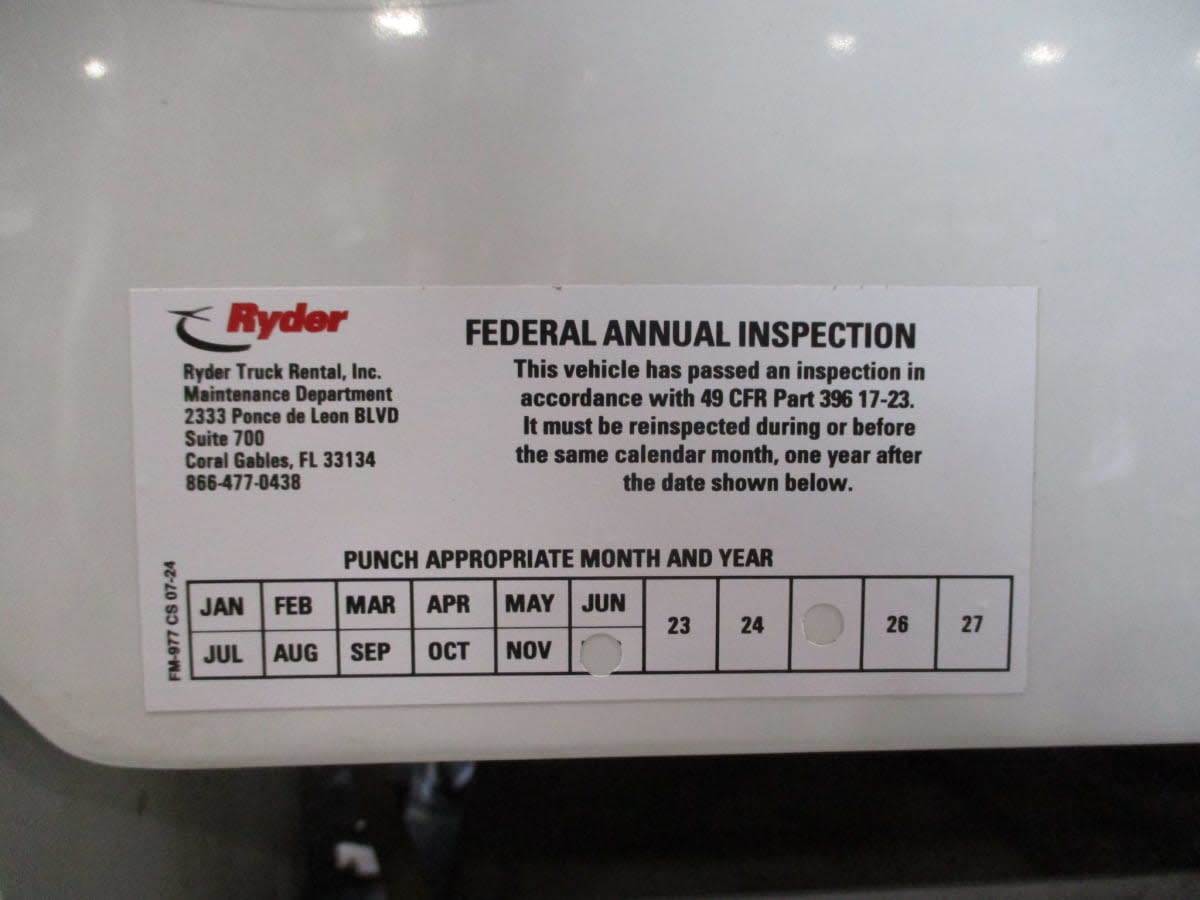 Ryder
Ryder Truck Rental, Inc.
Maintenance Department
2333 Ponce de Leon BLVD
Suite 700
Coral Gables, FL 33134
866-477-0438
FEDERAL ANNUAL INSPECTION
This vehicle has passed an inspection in
accordance with 49 CFR Part 396 17-23.
It must be reinspected during or before
the same calendar month, one year after
the date shown below.
PUNCH APPROPRIATE MONTH AND YEAR
FM-977 CS 07-24
JAN FEB MAR APR MAY JUN 23 24 26 27
JUL AUG SEP OCT NOV